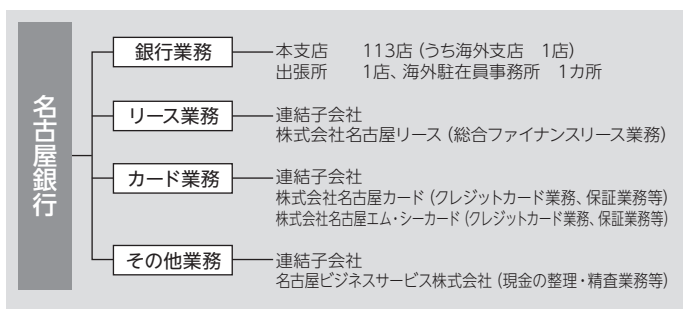 名古屋銀行
銀行業務
本支店 113店 (うち海外支店 1店)
出張所 1店、海外駐在員事務所 1カ所
リース業務
連結子会社
株式会社名古屋リース (総合ファイナンスリース業務)
カード業務
連結子会社
株式会社名古屋カード (クレジットカード業務、保証業務等)
株式会社名古屋エム・シーカード (クレジットカード業務、保証業務等)
その他業務
連結子会社
名古屋ビジネスサービス株式会社 (現金の整理・精査業務等)